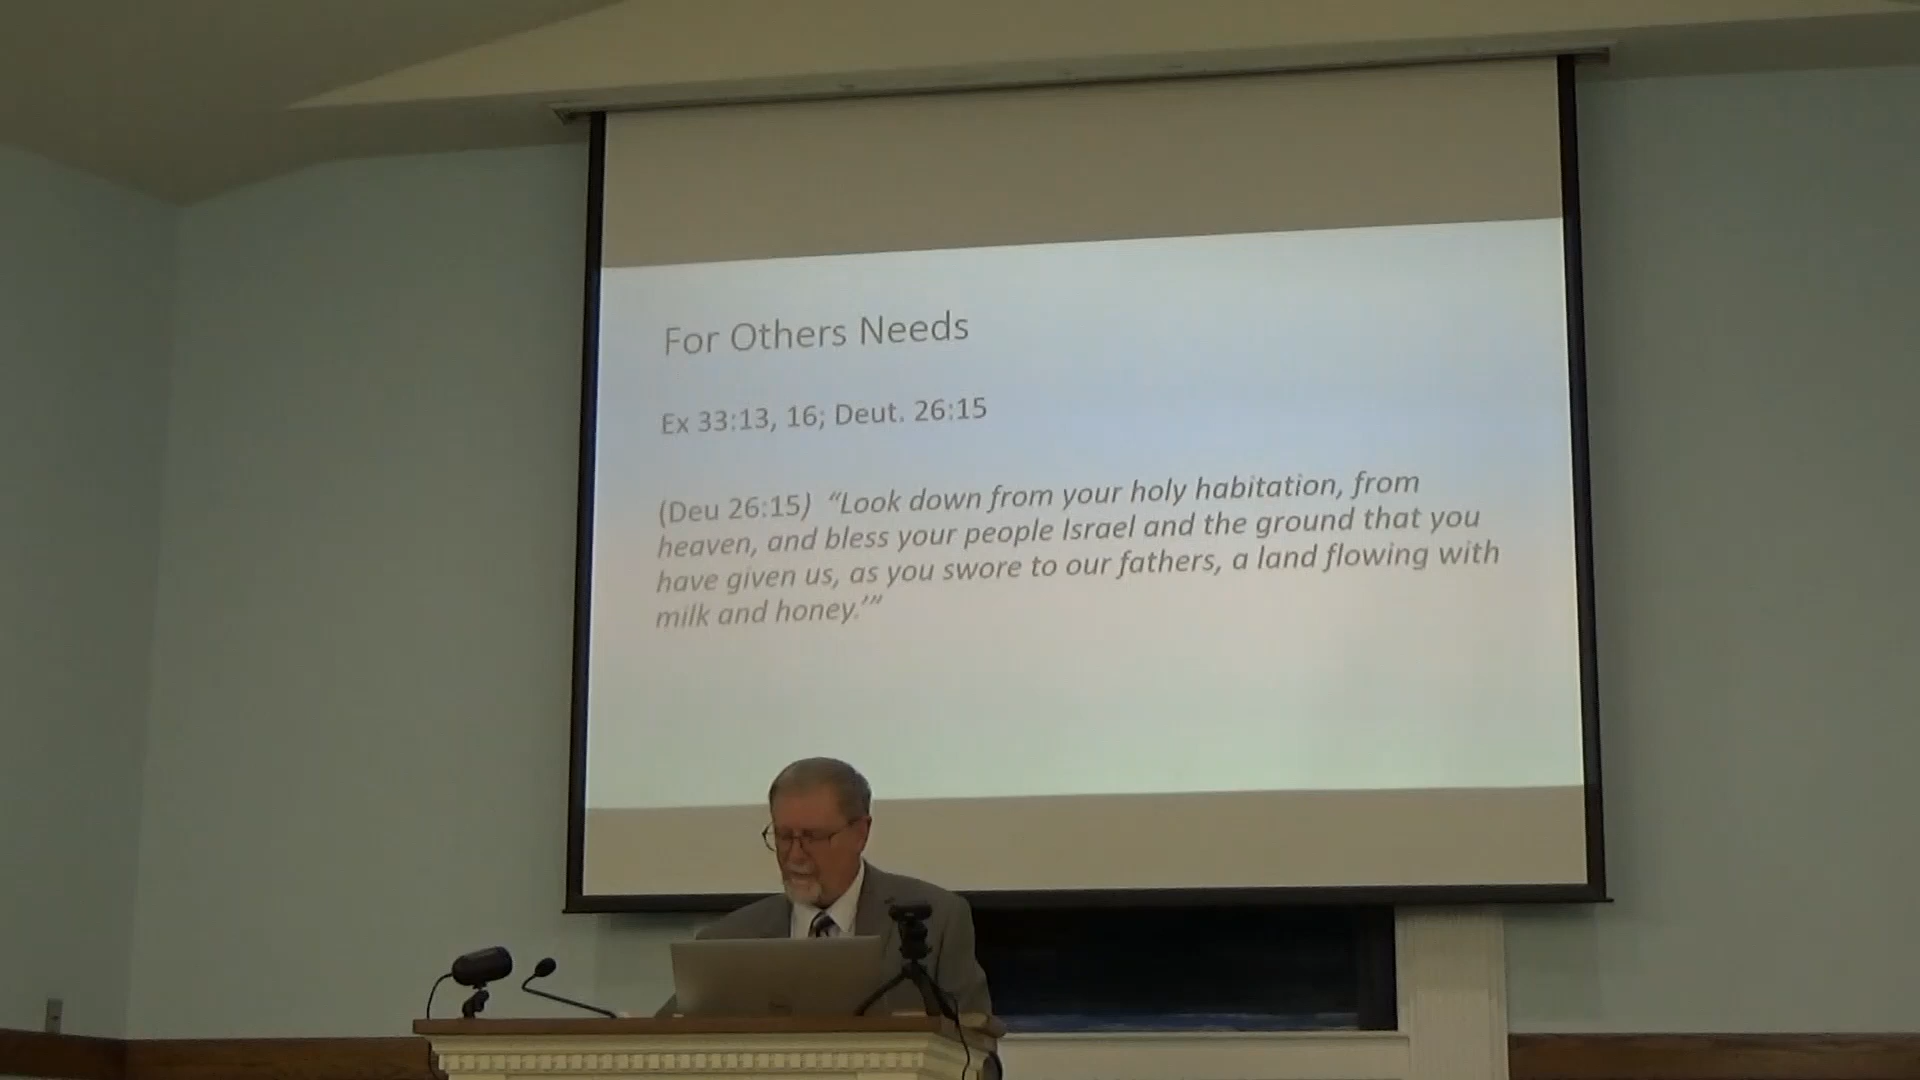 For Others Needs
Ex 33:13, 16; Deut. 26:15
(Deu 26:15) “Look down from your holy habitation, from
heaven, and bless your people Israel and the ground that you
have given us, as you swore to our fathers, a land flowing with
milk and honey.’”